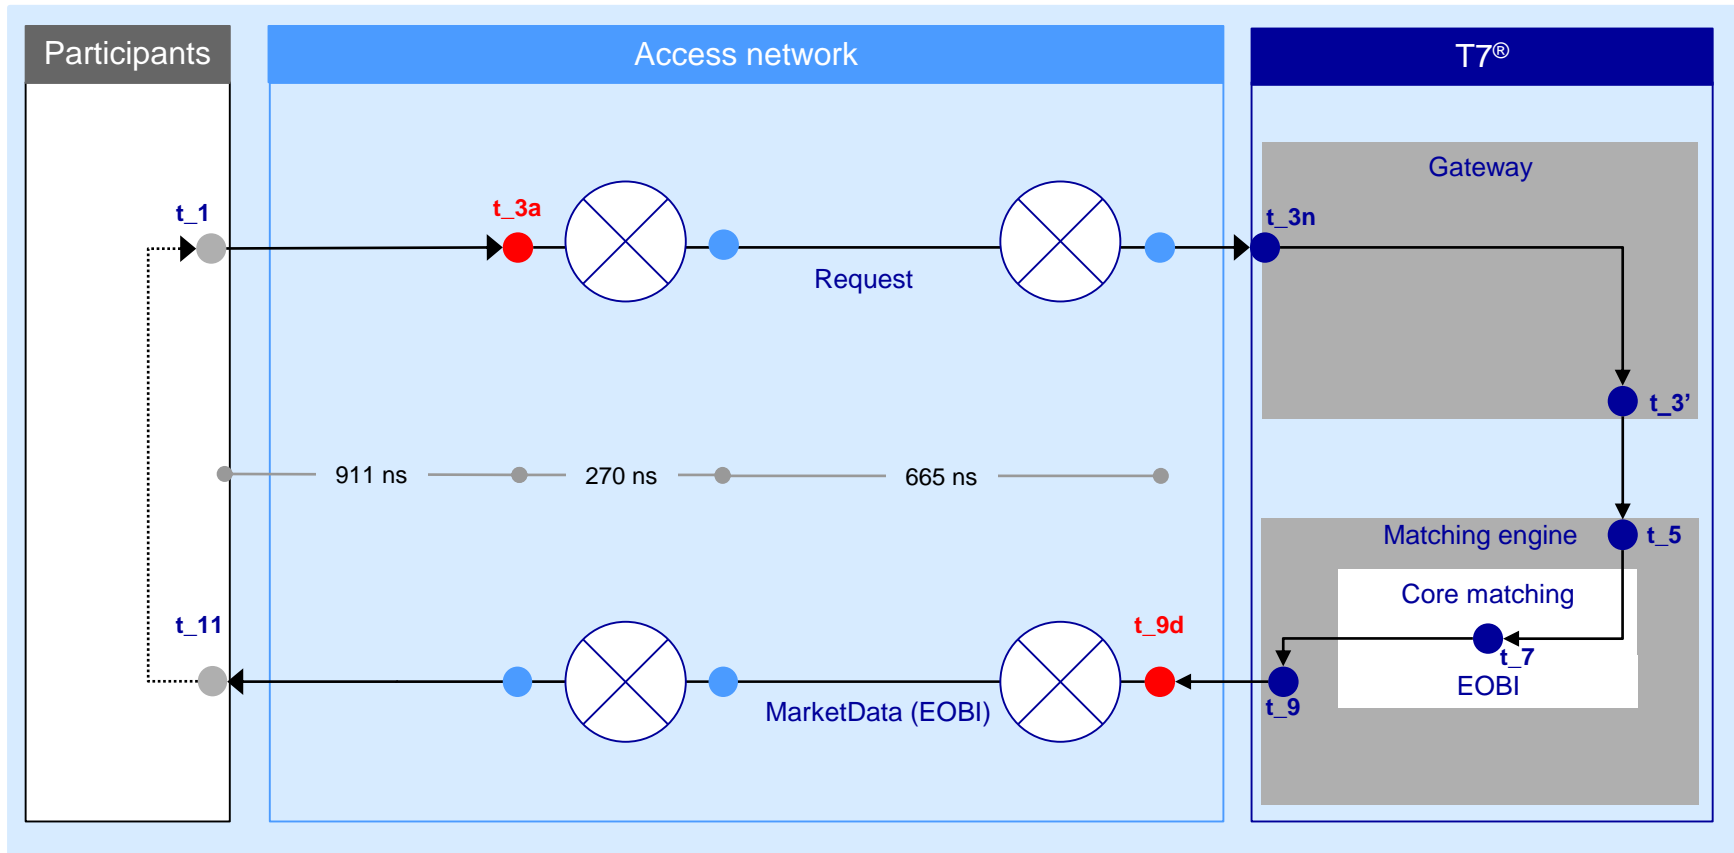 Participants
Access network
T7®
Gateway
t_1
t_3a
t_3n
Request
t_3’
911 ns
270 ns
665 ns
Matching engine
t_5
Core matching
t_11
t_9d
t_7
EOBI
MarketData (EOBI)
t_9